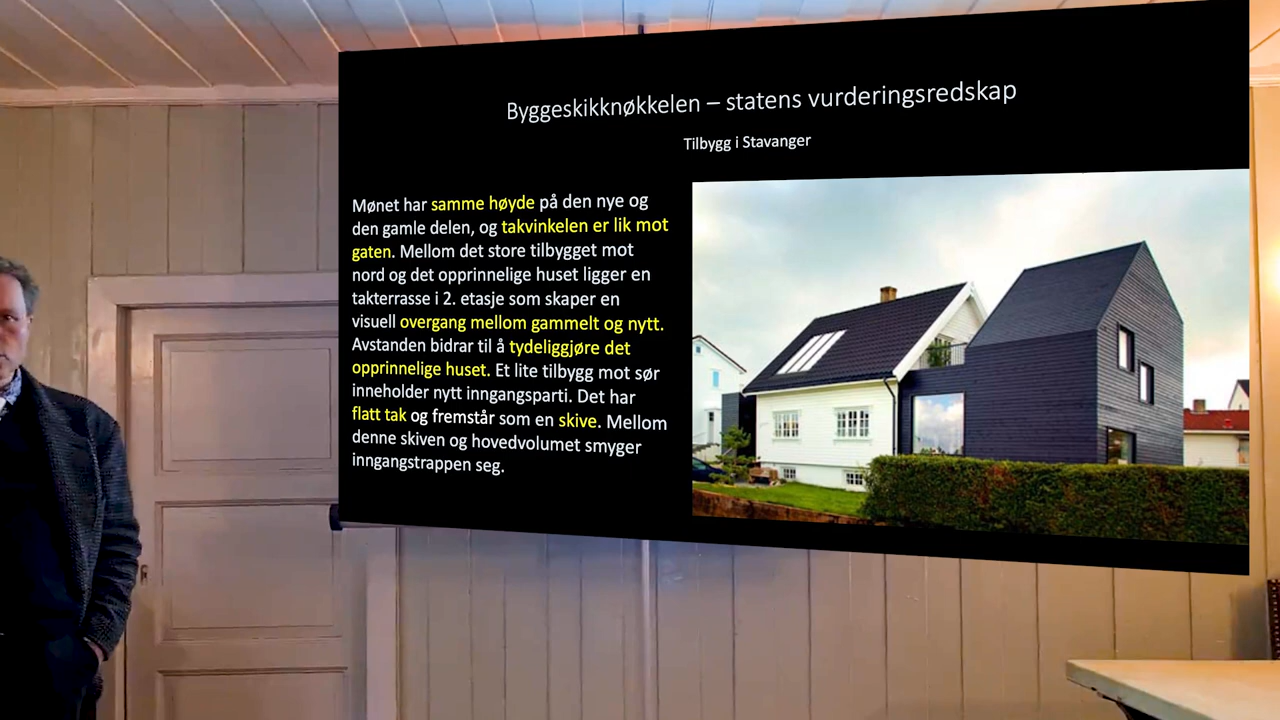 Byggeskikknøkkelen – statens vurderingsredskap
Tilbygg i Stavanger
Mønet har samme høyde på den nye og
den gamle delen, og takvinkelen er lik mot
gaten. Mellom det store tilbygget mot
nord og det opprinnelige huset ligger en
takterrasse i 2. etasje som skaper en
visuell overgang mellom gammelt og nytt.
Avstanden bidrar til å tydeliggjøre det
opprinnelige huset. Et lite tilbygg mot sør
inneholder nytt inngangsparti. Det har
flatt tak og fremstår som en skive. Mellom
denne skiven og hovedvolumet smyger
inngangstrappen seg.